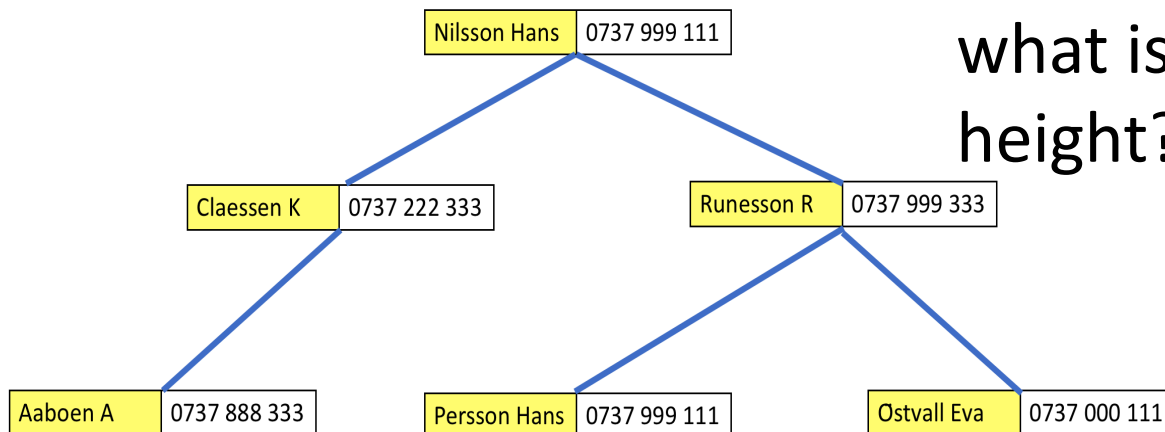 Nilsson Hans 0737 999 111
what is
height?
Claessen K 0737 222 333
Runesson R 0737 999 333
Aaboen A 0737 888 333
Persson Hans 0737 999 111
Ostvall Eva 0737 000 111